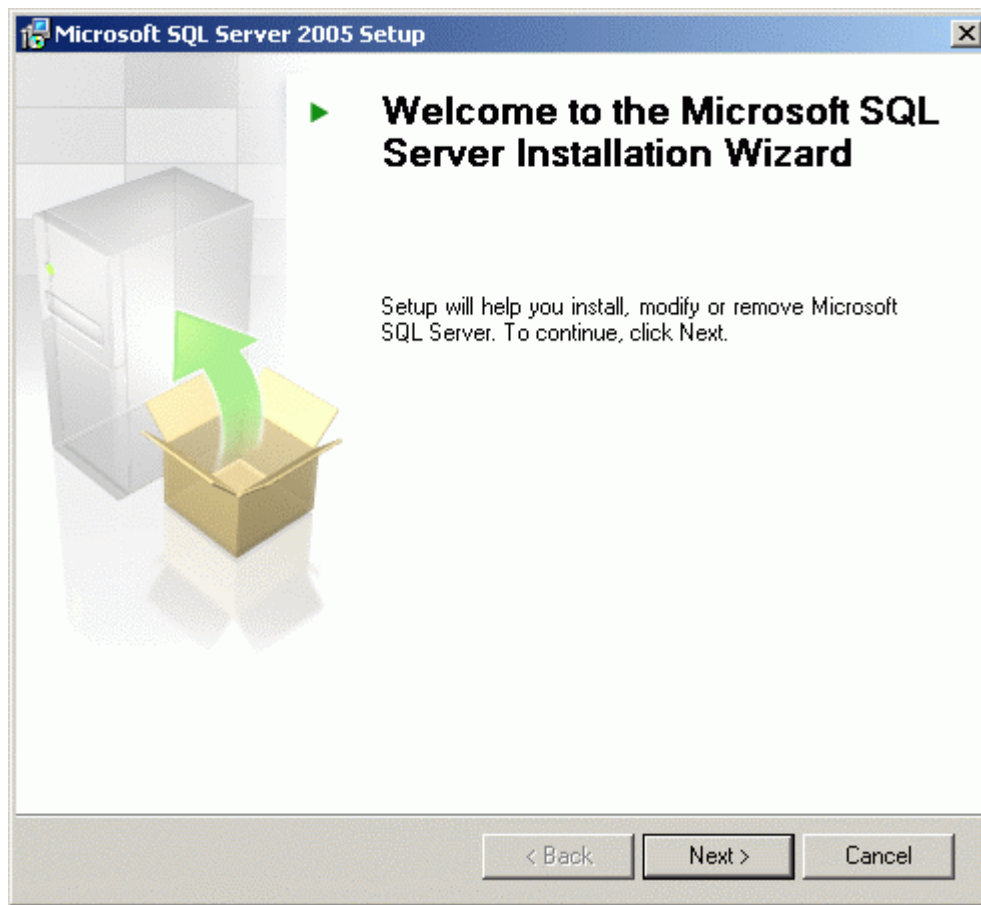 Microsoft SQL Server 2005 Setup
Welcome to the Microsoft SQL
Server Installation Wizard
Setup will help you install, modify or remove Microsoft
SQL Server. To continue, click Next.
< Back
Next >
Cancel